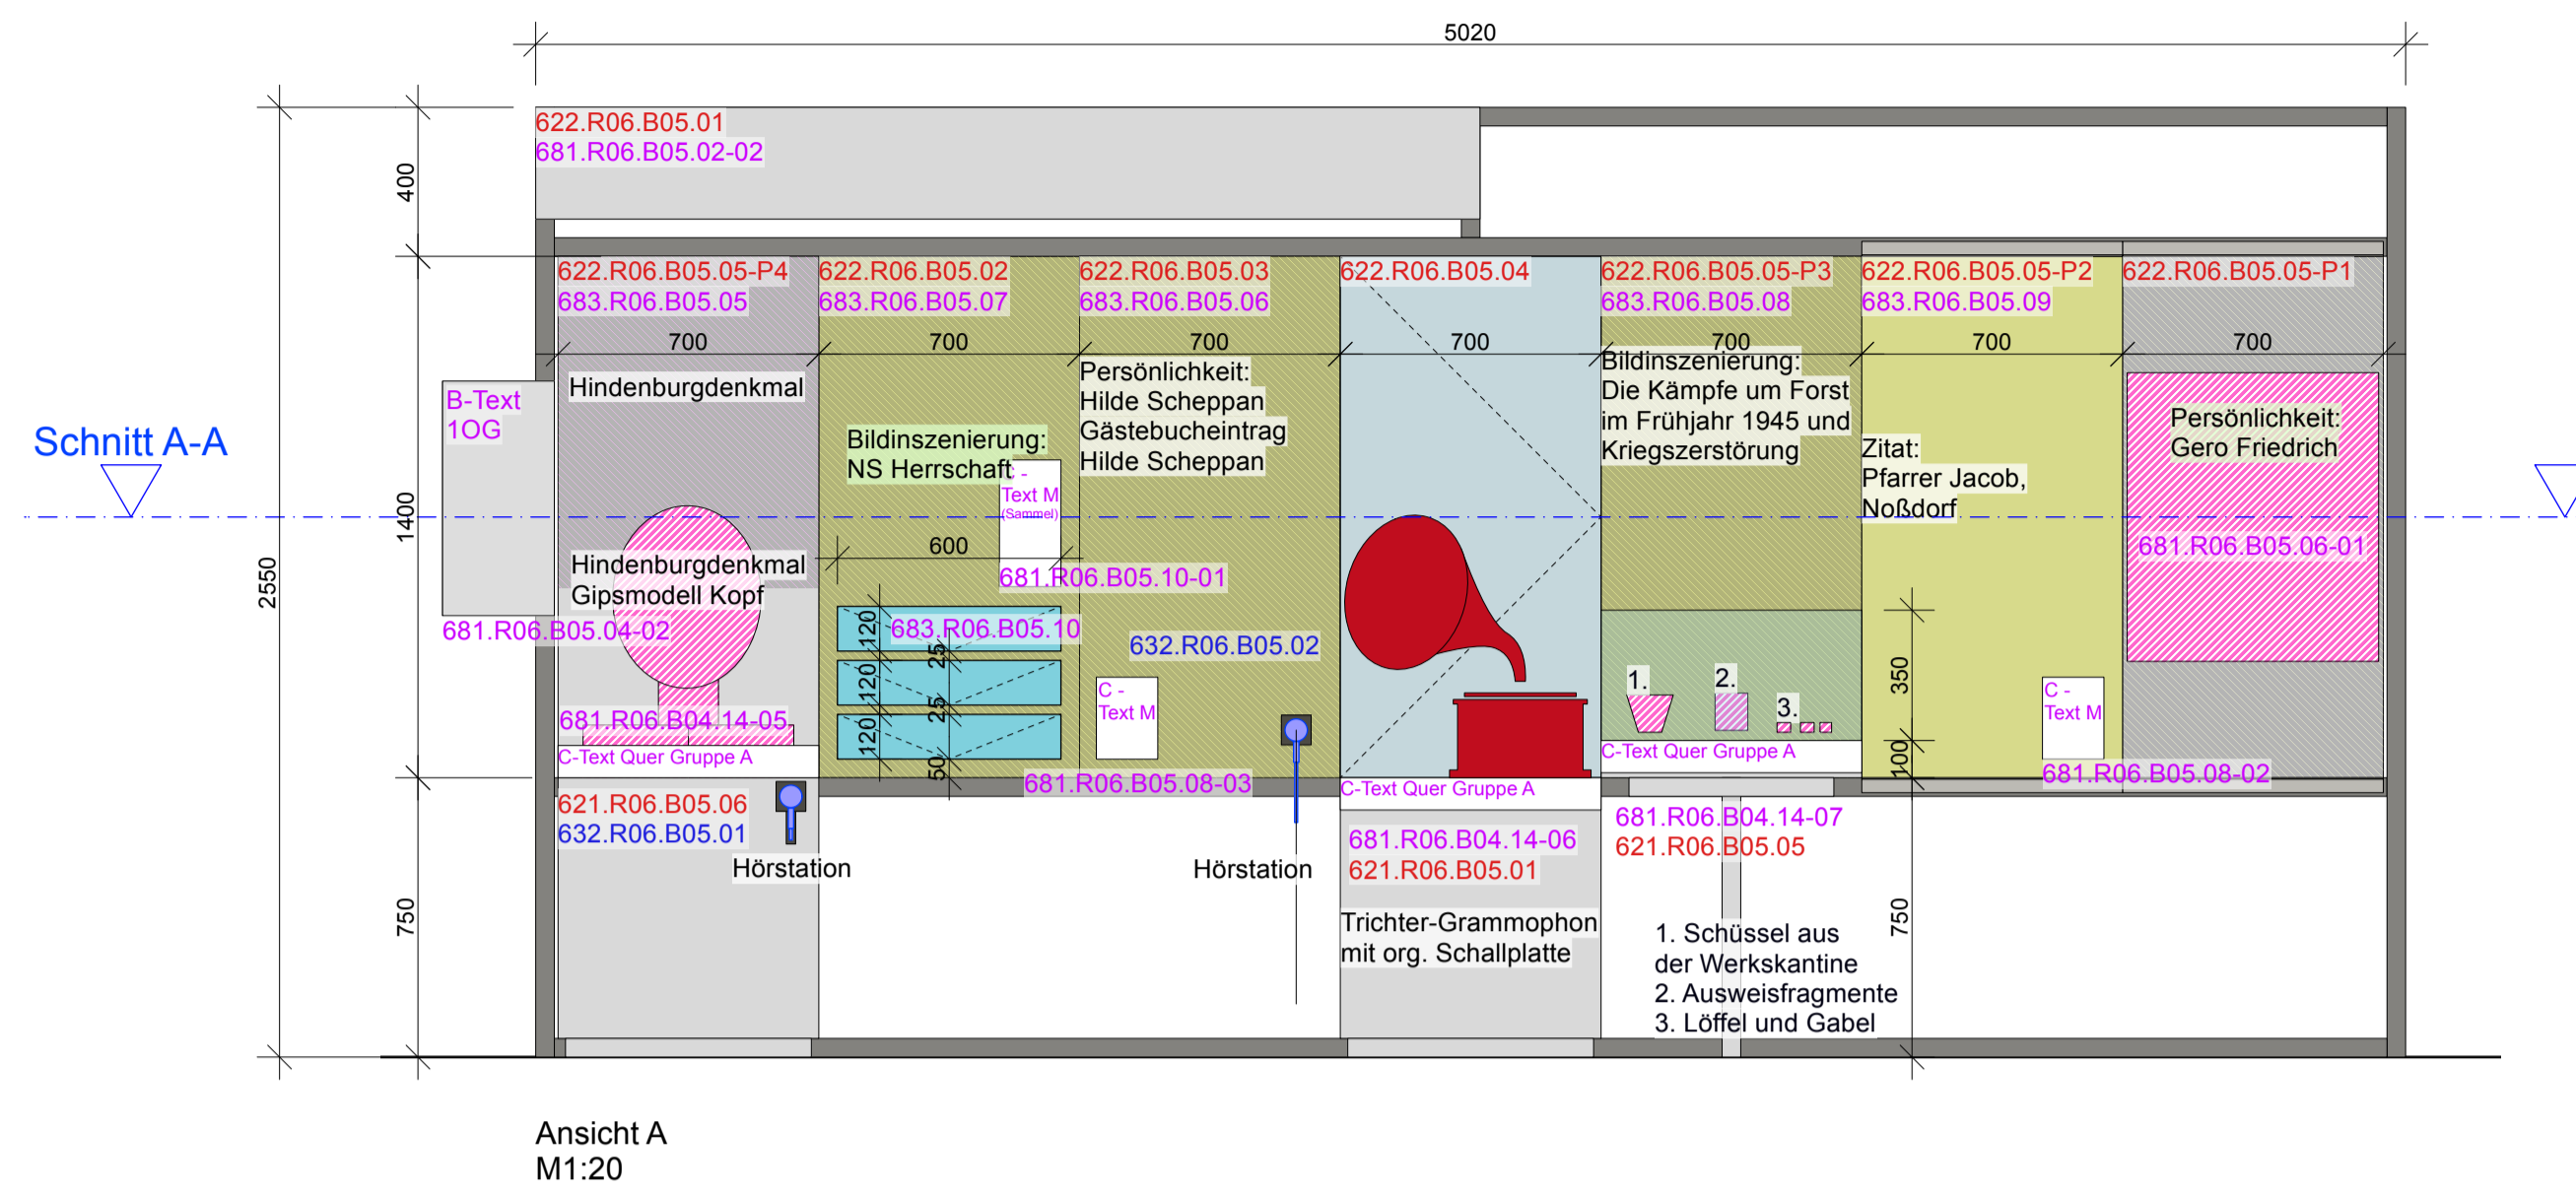 5020
622.R06.B05.01
681.R06.B05.02-02
400
622.R06.B05.05-P4
683.R06.B05.05
622.R06.B05.02
683.R06.B05.07
622.R06.B05.03
683.R06.B05.06
622.R06.B05.04
622.R06.B05.05-P3
683.R06.B05.08
622.R06.B05.05-P2
683.R06.B05.09
622.R06.B05.05-P1
700
700
700
700
700
700
700
Schnitt A-A
B-Text
1OG
681.R06.B05.04-02
Hindenburgdenkmal
Hindenburgdenkmal
Gipsmodell Kopf
681.R06.B04.14-05
C-Text Quer Gruppe A
Bildinszenierung:
NS Herrschaft
C -
Text M
(Sammel)
681.R06.B05.10-01
600
683.R06.B05.10
120
25
120
25
120
50
Persönlichkeit:
Hilde Scheppan
Gästebucheintrag
Hilde Scheppan
632.R06.B05.02
C -
Text M
681.R06.B05.08-03
C-Text Quer Gruppe A
Bildinszenierung:
Die Kämpfe um Forst
im Frühjahr 1945 und
Kriegszerstörung
1.
2.
3.
C-Text Quer Gruppe A
350
100
Zitat:
Pfarrer Jacob,
Noßdorf
C -
Text M
681.R06.B05.08-02
Persönlichkeit:
Gero Friedrich
681.R06.B05.06-01
1400
2550
750
621.R06.B05.06
632.R06.B05.01
Hörstation
Hörstation
681.R06.B04.14-06
621.R06.B05.01
Trichter-Grammophon
mit org. Schallplatte
681.R06.B04.14-07
621.R06.B05.05
1. Schüssel aus
der Werkskantine
2. Ausweisfragmente
3. Löffel und Gabel
750
Ansicht A
M1:20